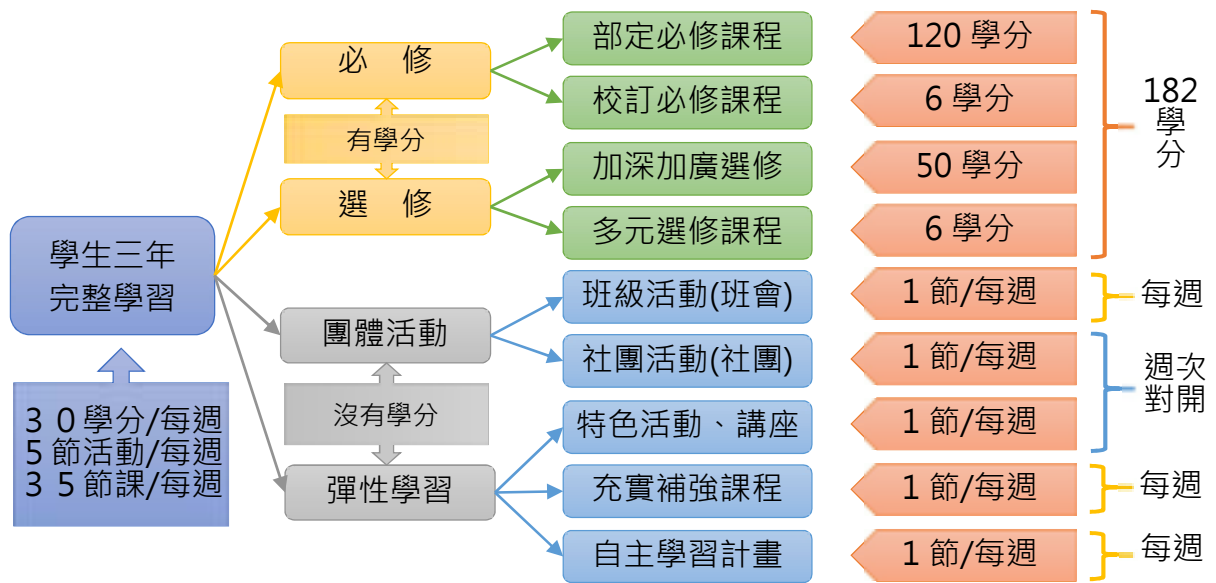 學生三年
完整學習
30學分/每週
5節活動/每週
35節課/每週
必 修
有學分
選 修
團體活動
沒有學分
彈性學習
部定必修課程
校訂必修課程
加深加廣選修
多元選修課程
班級活動(班會)
社團活動(社團)
特色活動、講座
充實補強課程
自主學習計畫
120 學分
6 學分
50 學分
6 學分
1 節/每週
1 節/每週
1 節/每週
1 節/每週
1 節/每週
182
學
分
每週
週次
對開
每週
每週